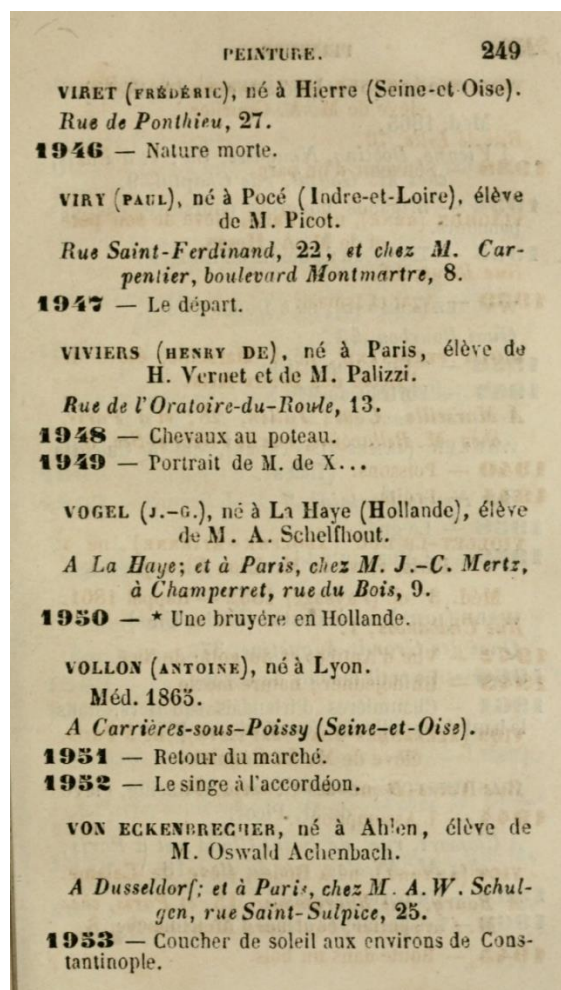 PEINTURE. 249
VIRET (FRÉDÉRIC), né à Hierre (Seine-et-Oise).
Rue de Ponthieu, 27.
1946 — Nature morte.
VIRY (PAUL), né à Pocé (Indre-et-Loire), élève
de M. Picot.
Rue Saint-Ferdinand, 22, et chez M. Car-
pentier, boulevard Montmartre, 8.
1947 — Le départ.
VIVIERS (HENRY DE), né à Paris, élève de
H. Vernet et de M. Palizzi.
Rue de l'Oratoire-du-Roule, 13.
1948 — Chevaux au poteau.
1949 — Portrait de M. de X...
VOGEL (J.-G.), né à La Haye (Hollande), élève
de M. A. Schelfhout.
A La Haye; et à Paris, chez M. J.-C. Mertz,
à Champerret, rue du Bois, 9.
1950 — * Une bruyère en Hollande.
VOLLON (ANTOINE), né à Lyon.
Méd. 1865.
A Carrières-sous-Poissy (Seine-et-Oise).
1951 — Retour du marché.
1952 — Le singe à l'accordéon.
VON ECKENBRECHER, né à Ahlen, élève de
M. Oswald Achenbach.
A Dusseldorf; et à Paris, chez M. A. W. Schul-
gen, rue Saint-Sulpice, 25.
1953 — Coucher de soleil aux environs de Cons-
tantinople.